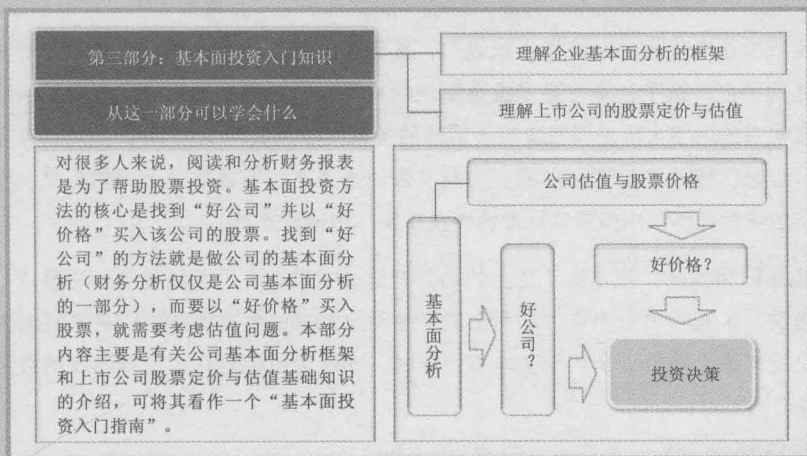 第三部分：基本面投资入门知识
从这一部分可以学会什么
理解企业基本面分析的框架
理解上市公司的股票定价与估值
对很多人来说，阅读和分析财务报表
是为了帮助股票投资。基本面投资方
法的核心是找到“好公司”并以“好
价格”买入该公司的股票。找到“好
公司”的方法就是做公司的基本面分
析（财务分析仅仅是公司基本面分析
的一部分），而要以“好价格”买入
股票，就需要考虑估值问题。本部分
内容主要是有关公司基本面分析框架
和上市公司股票定价与估值基础知识
的介绍，可将其看作一个“基本面投
资入门指南”。
公司估值与股票价格
好价格？
基本面分析
好公司？
投资决策